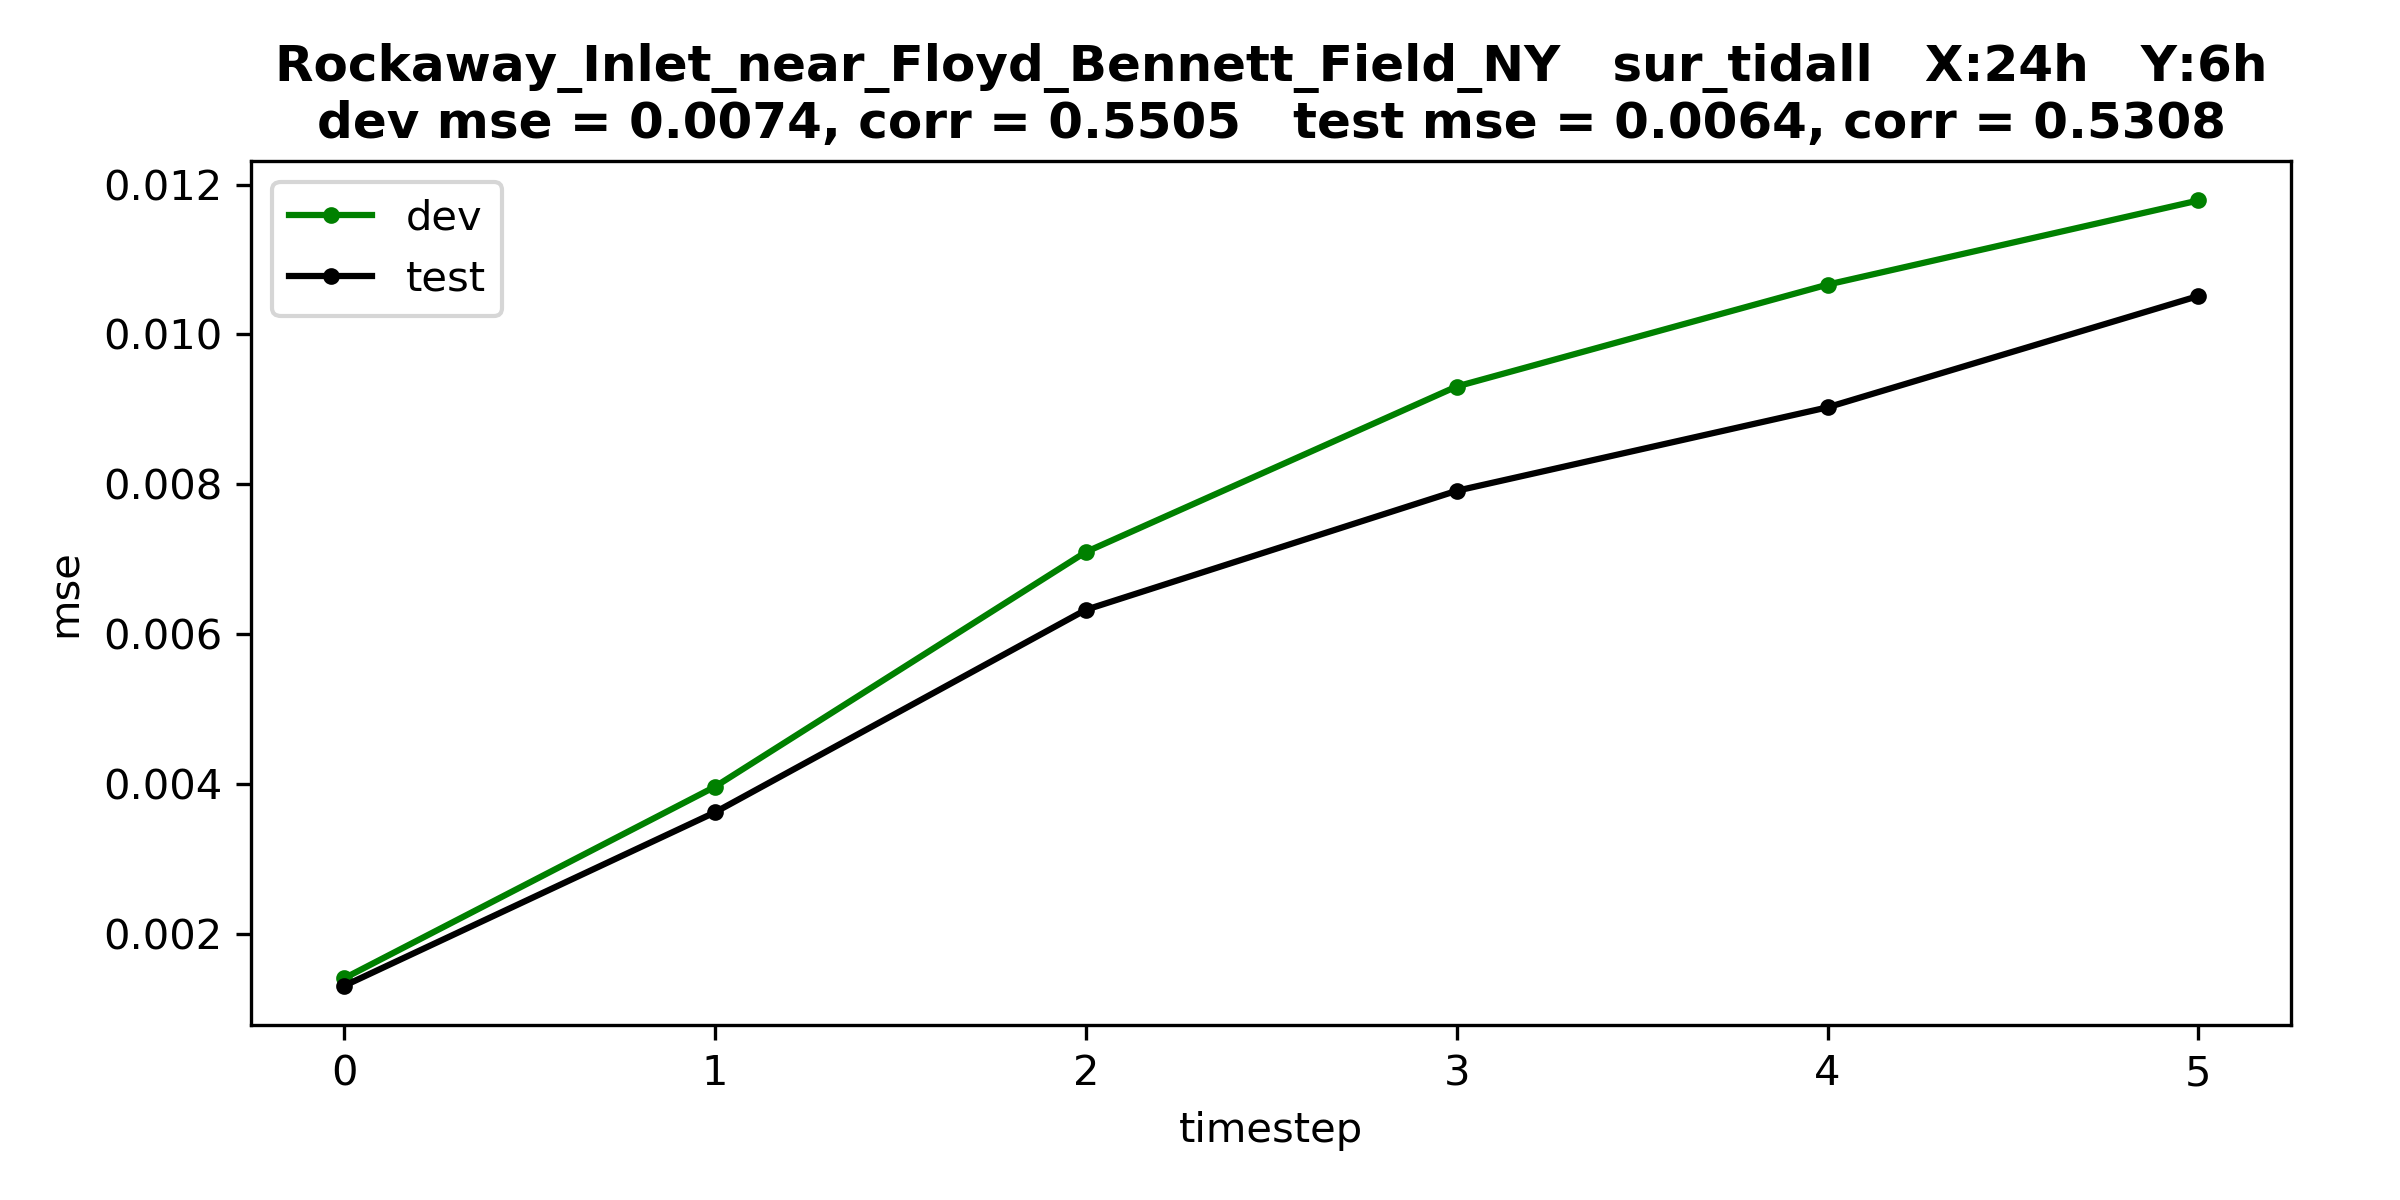 Rockaway_Inlet_near_Floyd_Bennett_Field_NY   sur_tidall   X:24h   Y:6h
dev mse = 0.0074, corr = 0.5505   test mse = 0.0064, corr = 0.5308
dev
test
0.012
0.010
0.008
0.006
0.004
0.002
mse
0 1 2 3 4 5
timestep